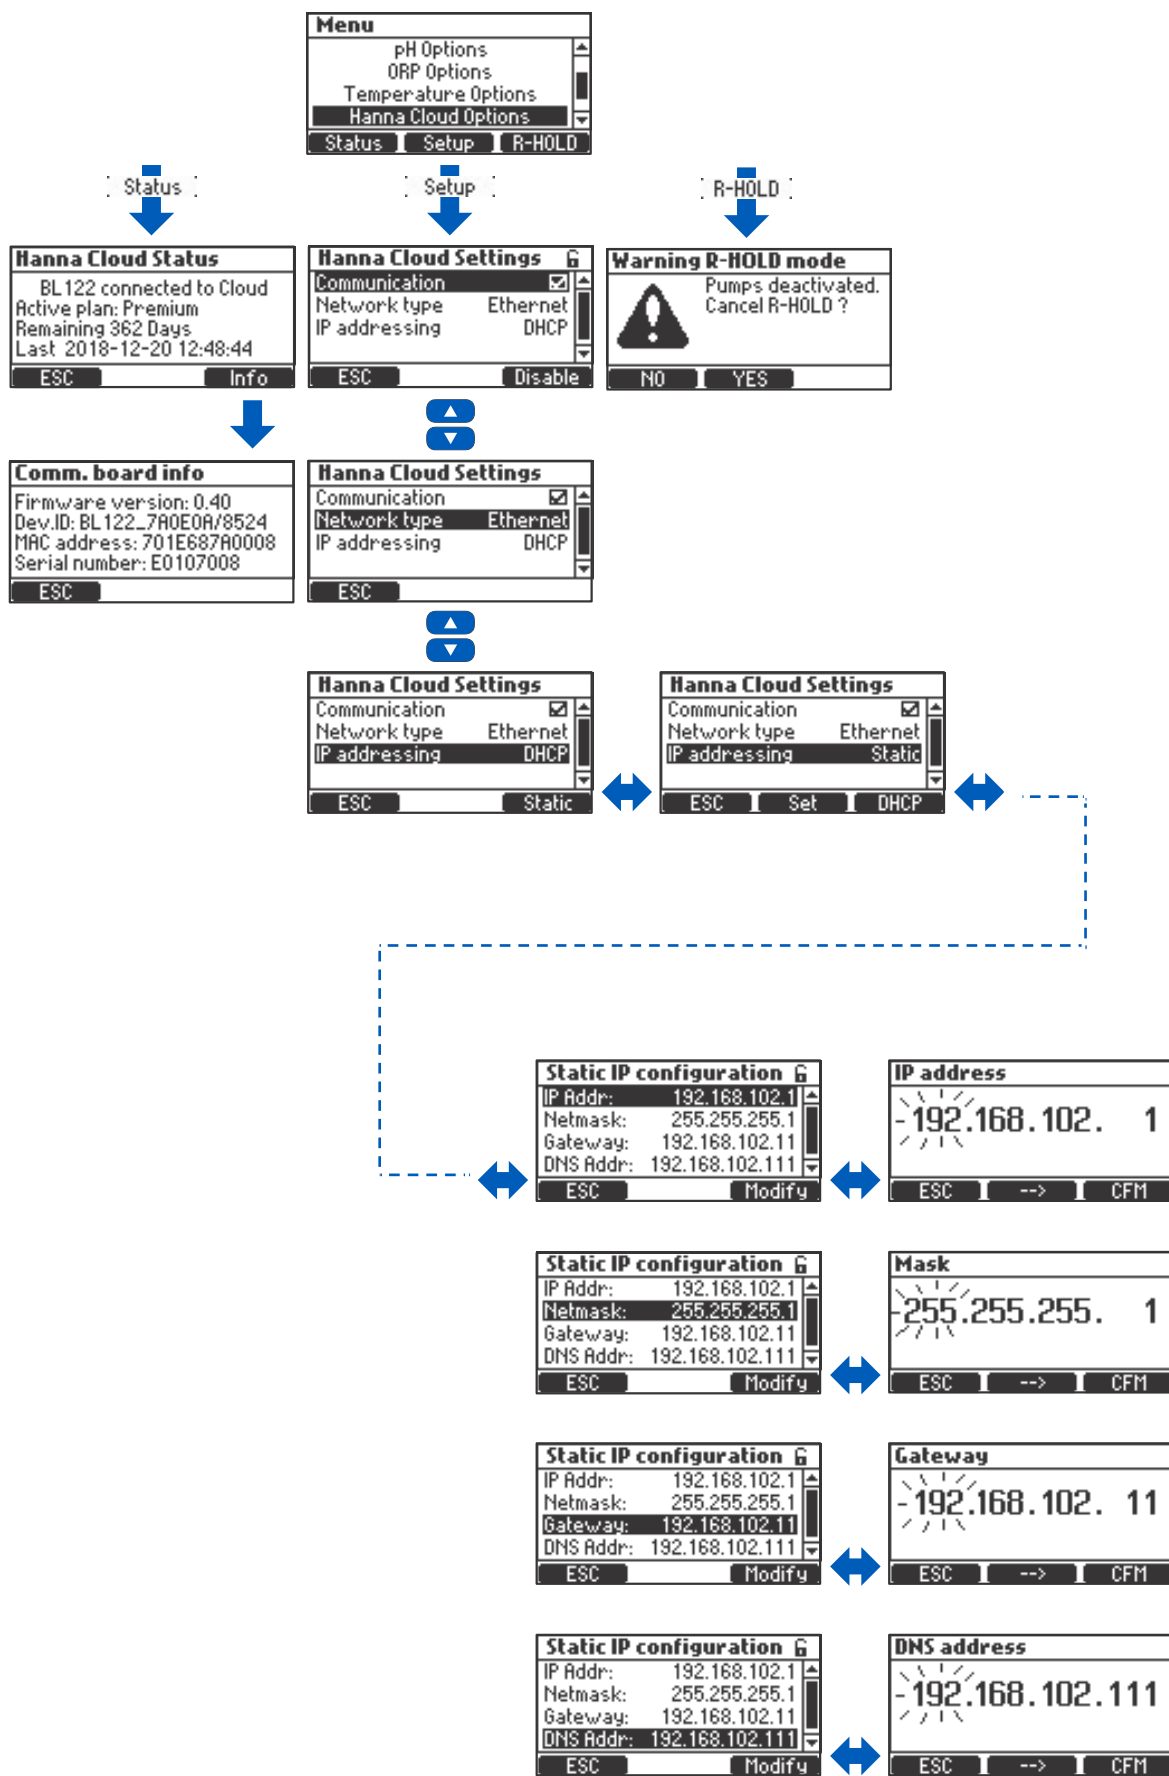 Menu
pH Options
ORP Options
Temperature Options
Hanna Cloud Options
Status Setup R-HOLD
Status Setup R-HOLD
Hanna Cloud Status
BL122 connected to Cloud
Active plan: Premium
Remaining 362 Days
Last 2018-12-20 12:48:44
ESC Info
Hanna Cloud Settings
Communication
Network type Ethernet
IP addressing DHCP
ESC Disable
Warning R-HOLD mode
Pumps deactivated.
Cancel R-HOLD ?
NO YES
Comm. board info
Firmware version: 0.40
Dev.ID: BL122_7A0E0A/8524
MAC address: 701E687A0008
Serial number: E0107008
ESC
Hanna Cloud Settings
Communication
Network type Ethernet
IP addressing DHCP
ESC
Hanna Cloud Settings
Communication
Network type Ethernet
IP addressing DHCP
ESC Static
Hanna Cloud Settings
Communication
Network type Ethernet
IP addressing Static
ESC Set DHCP
Static IP configuration
IP Addr: 192.168.102.1
Netmask: 255.255.255.1
Gateway: 192.168.102.11
DNS Addr: 192.168.102.111
ESC Modify
IP address
192.168.102. 1
ESC --> CFM
Static IP configuration
IP Addr: 192.168.102.1
Netmask: 255.255.255.1
Gateway: 192.168.102.11
DNS Addr: 192.168.102.111
ESC Modify
Mask
255.255.255. 1
ESC --> CFM
Static IP configuration
IP Addr: 192.168.102.1
Netmask: 255.255.255.1
Gateway: 192.168.102.11
DNS Addr: 192.168.102.111
ESC Modify
Gateway
192.168.102. 11
ESC --> CFM
Static IP configuration
IP Addr: 192.168.102.1
Netmask: 255.255.255.1
Gateway: 192.168.102.11
DNS Addr: 192.168.102.111
ESC Modify
DNS address
192.168.102.111
ESC --> CFM